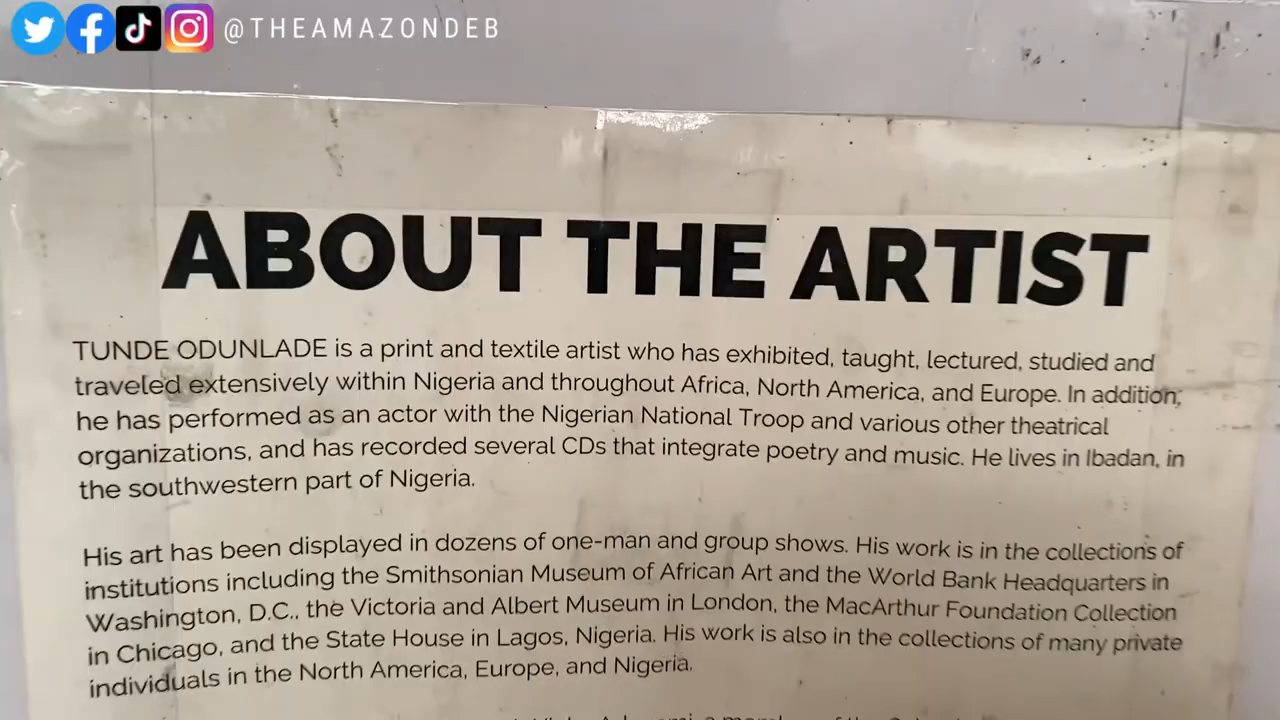 @THEAMAZONDEB
ABOUT THE ARTIST
TUNDE ODUNLADE is a print and textile artist who has exhibited, taught, lectured, studied and
traveled extensively within Nigeria and throughout Africa, North America, and Europe. In addition,
he has performed as an actor with the Nigerian National Troop and various other theatrical
organizations, and has recorded several CDs that integrate poetry and music. He lives in Ibadan, in
the southwestern part of Nigeria.
His art has been displayed in dozens of one-man and group shows. His work is in the collections of
institutions including the Smithsonian Museum of African Art and the World Bank Headquarters in
Washington, D.C., the Victoria and Albert Museum in London, the MacArthur Foundation Collection
in Chicago, and the State House in Lagos, Nigeria. His work is also in the collections of many private
individuals in the North America, Europe, and Nigeria.